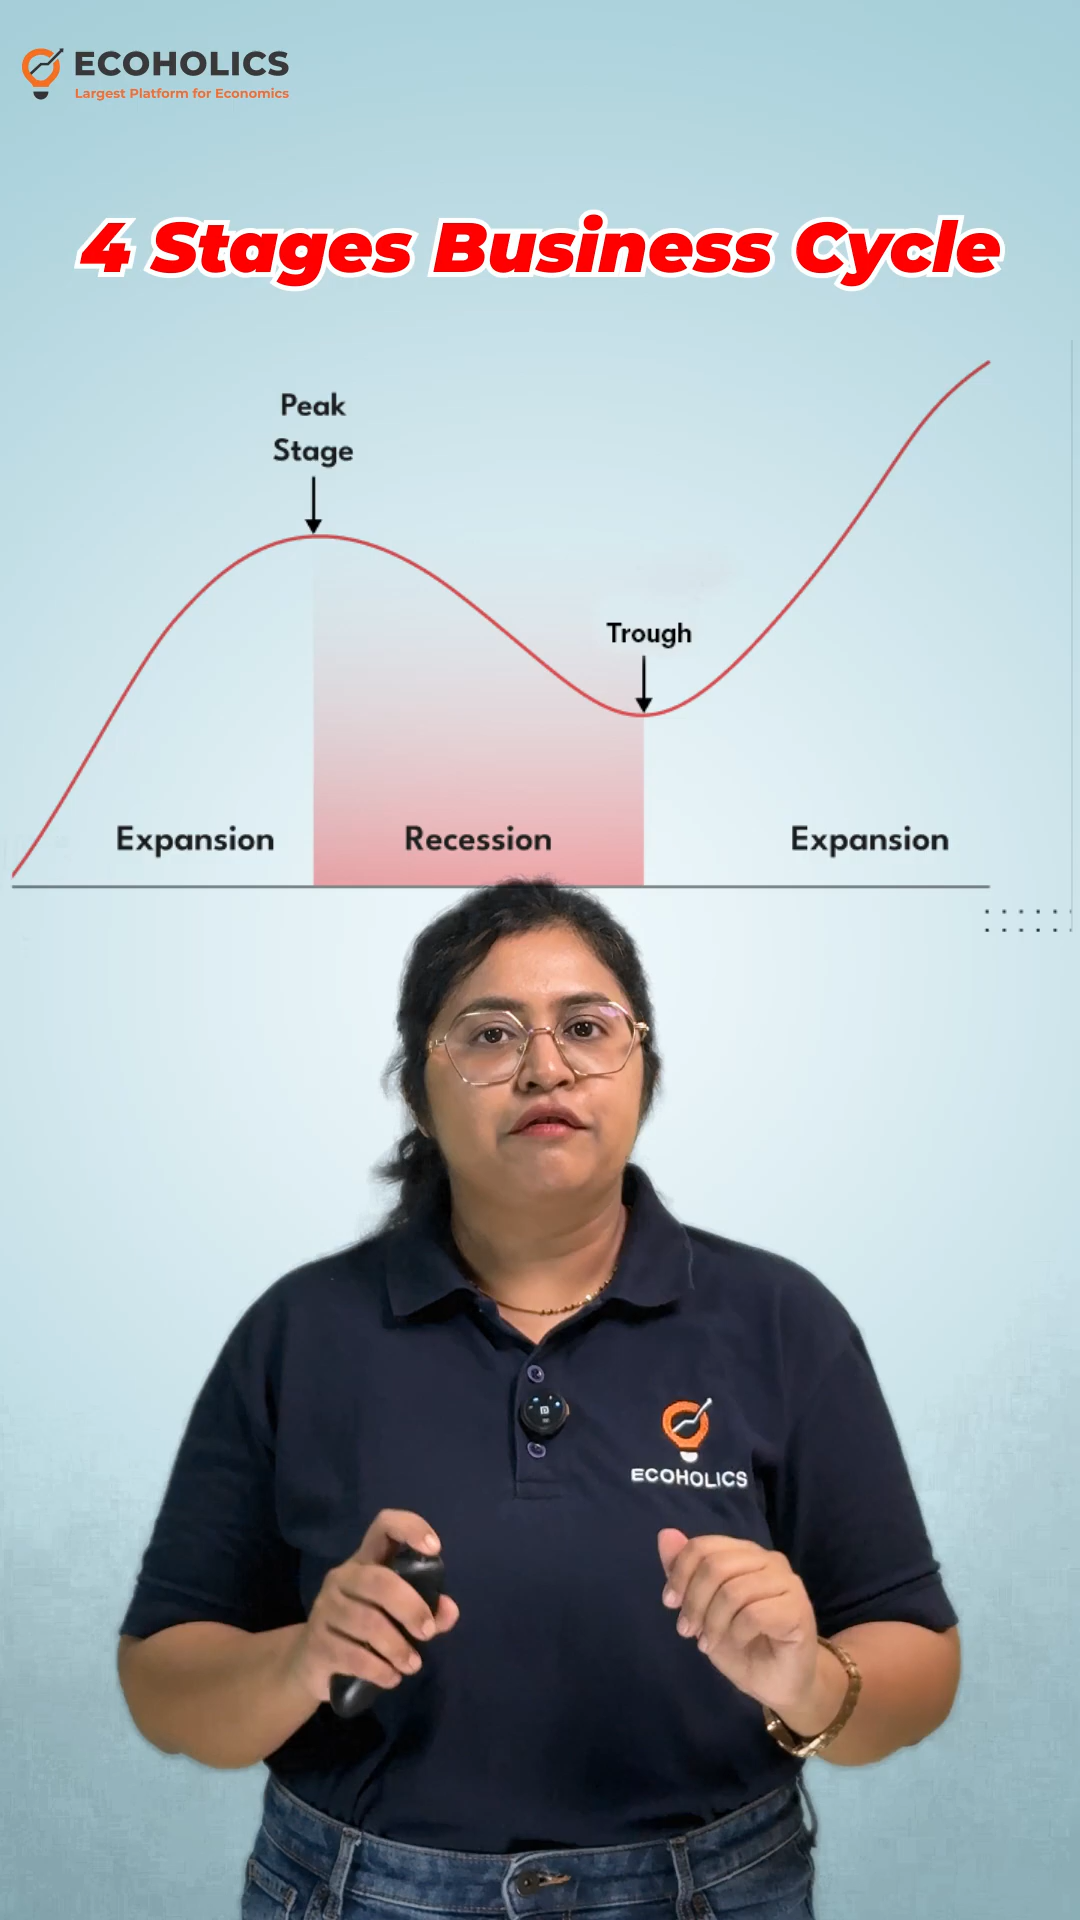 ECOHOLICS
Largest Platform for Economics
4 Stages Business Cycle
Peak
Stage
Trough
Expansion
Recession
Expansion
ECOHOLICS